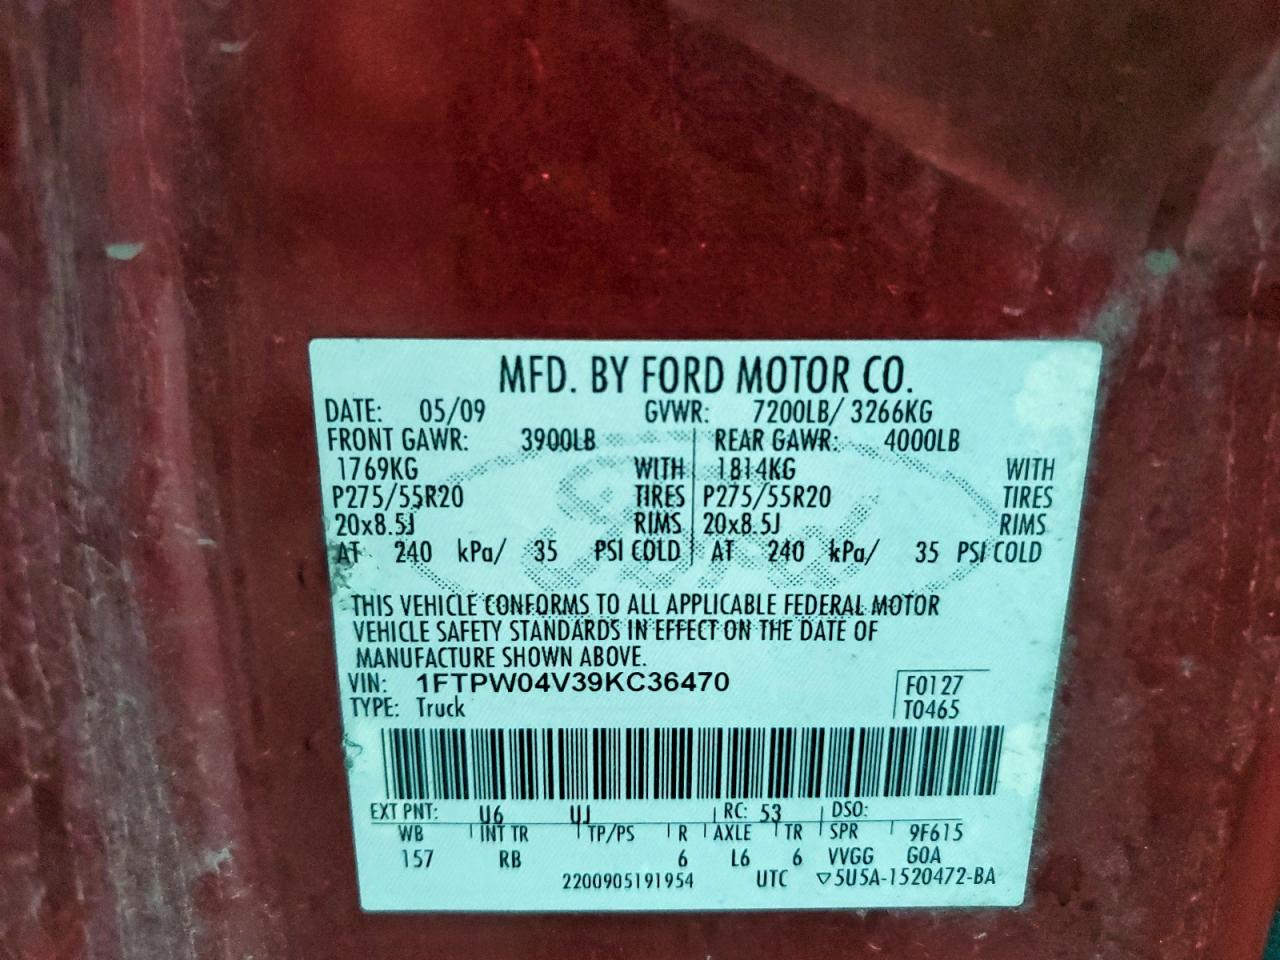 MFD. BY FORD MOTOR CO.
DATE: 05/09 GVWR: 7200LB/ 3266KG
FRONT GAWR: 3900LB REAR GAWR: 4000LB
1769KG WITH 1814KG WITH
P275/55R20 TIRES P275/55R20 TIRES
20x8.5J RIMS 20x8.5J RIMS
AT 240 kPa/ 35 PSI COLD AT 240 kPa/ 35 PSI COLD
THIS VEHICLE CONFORMS TO ALL APPLICABLE FEDERAL MOTOR
VEHICLE SAFETY STANDARDS IN EFFECT ON THE DATE OF
MANUFACTURE SHOWN ABOVE.
VIN: 1FTPW04V39KC36470 F0127
TYPE: Truck T0465
EXT PNT: U6 UJ RC: 53 DSO:
WB INT TR TP/PS R AXLE TR SPR 9F615
157 RB 6 L6 6 VVGG G0A
2200905191954 UTC ▽5U5A-1520472-BA